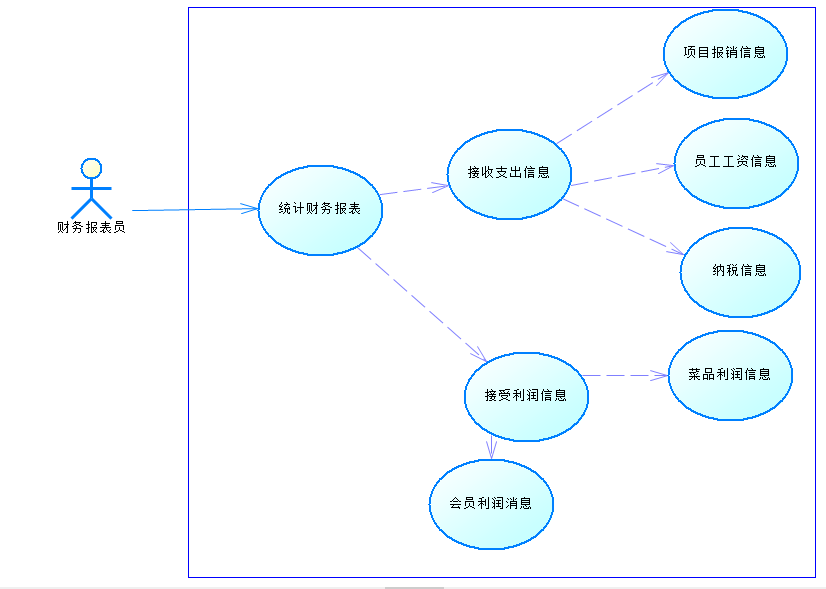 项目报销信息
员工工资信息
接收支出信息
统计财务报表
财务报表员
纳税信息
菜品利润信息
接受利润信息
会员利润消息